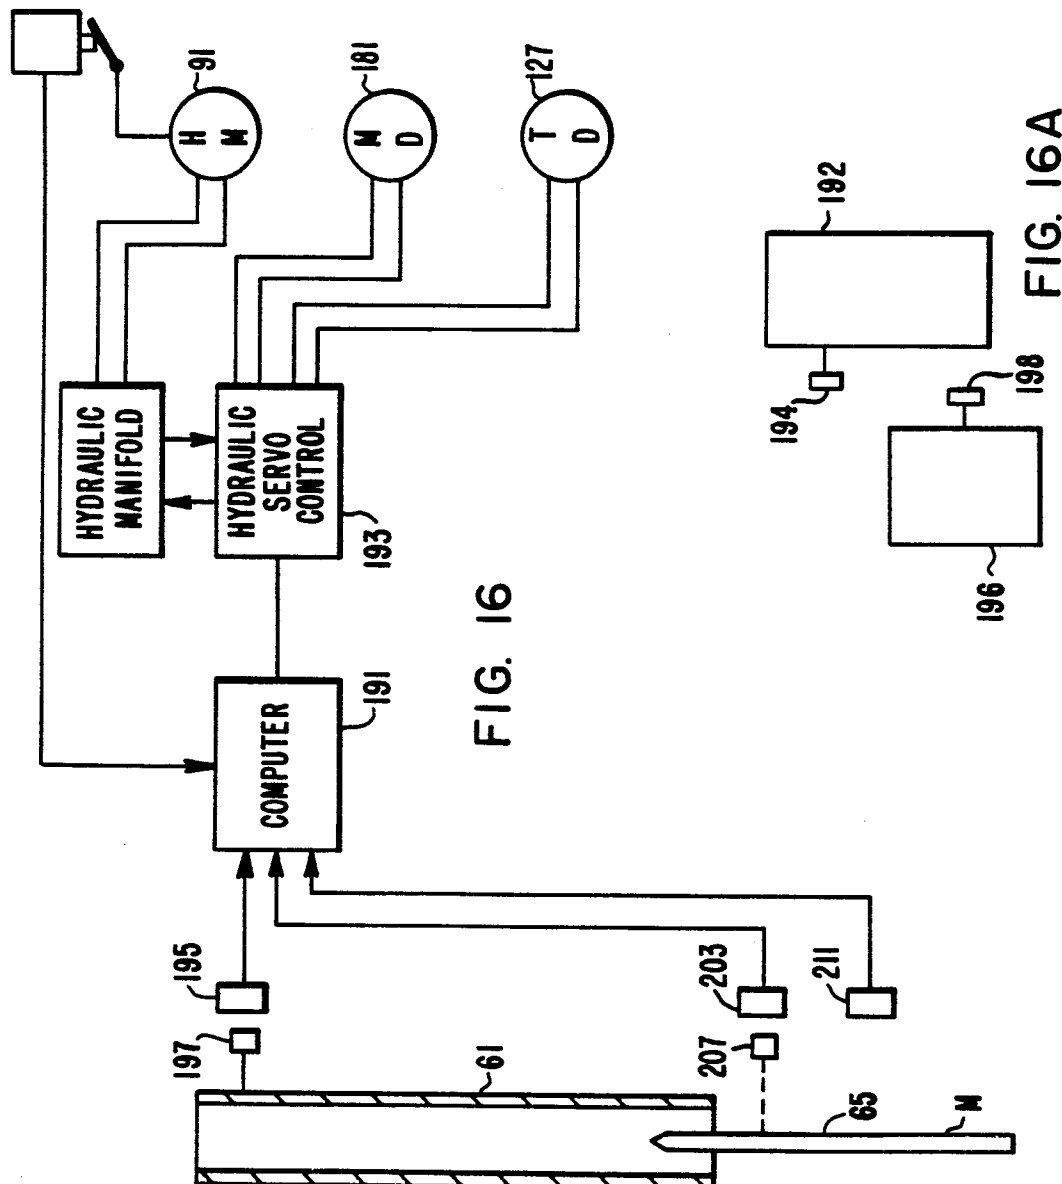 91
H
M
HYDRAULIC
MANIFOLD
181
M
D
127
T
D
HYDRAULIC
SERVO
CONTROL
193
COMPUTER
191
195
197
61
203
207
211
65
M
FIG. 16
192
194
198
196
FIG. 16A